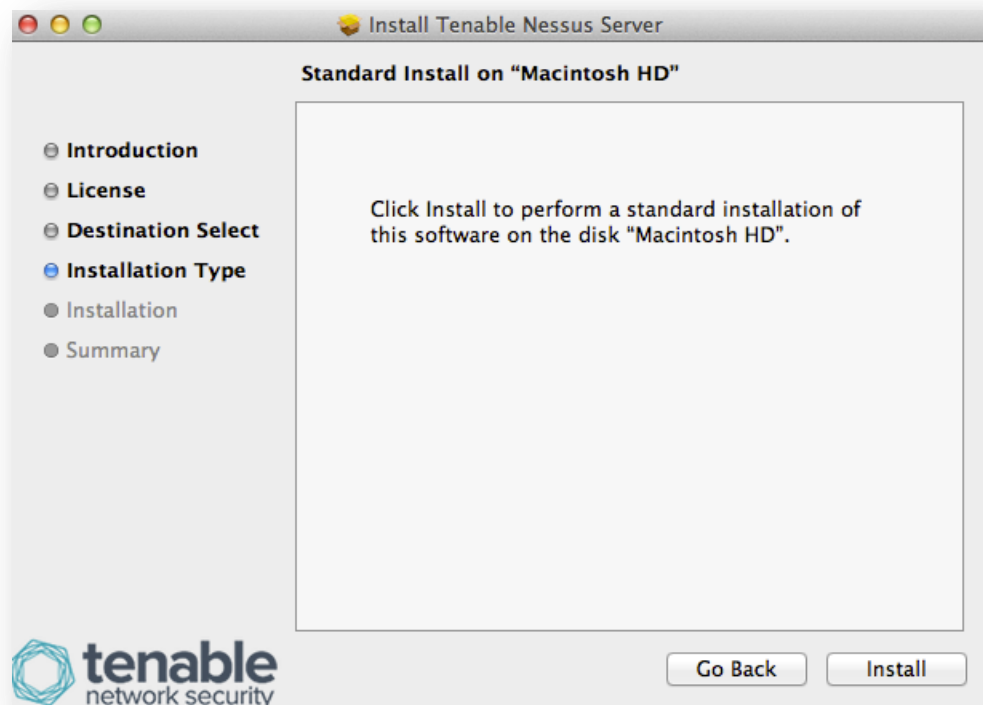 Install Tenable Nessus Server
Standard Install on “Macintosh HD”
Introduction
License
Destination Select
Installation Type
Installation
Summary
Click Install to perform a standard installation of
this software on the disk “Macintosh HD”.
tenable
network security
Go Back
Install